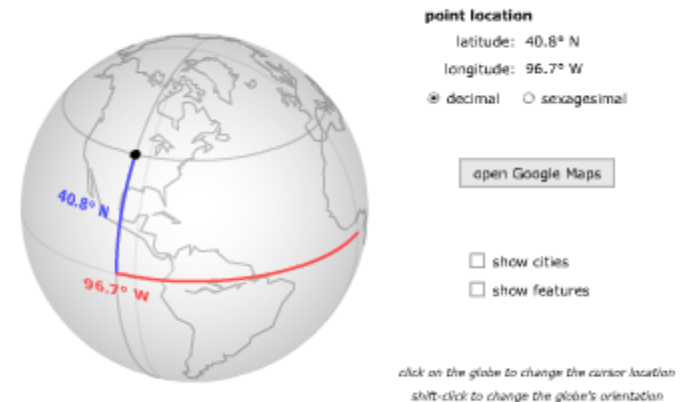 point location
latitude: 40.8° N
longitude: 96.7° W
decimal
sexagesimal
open Google Maps
40.8° N
show cities
96.7° W
show features
click on the globe to change the cursor location
shift-click to change the globe's orientation